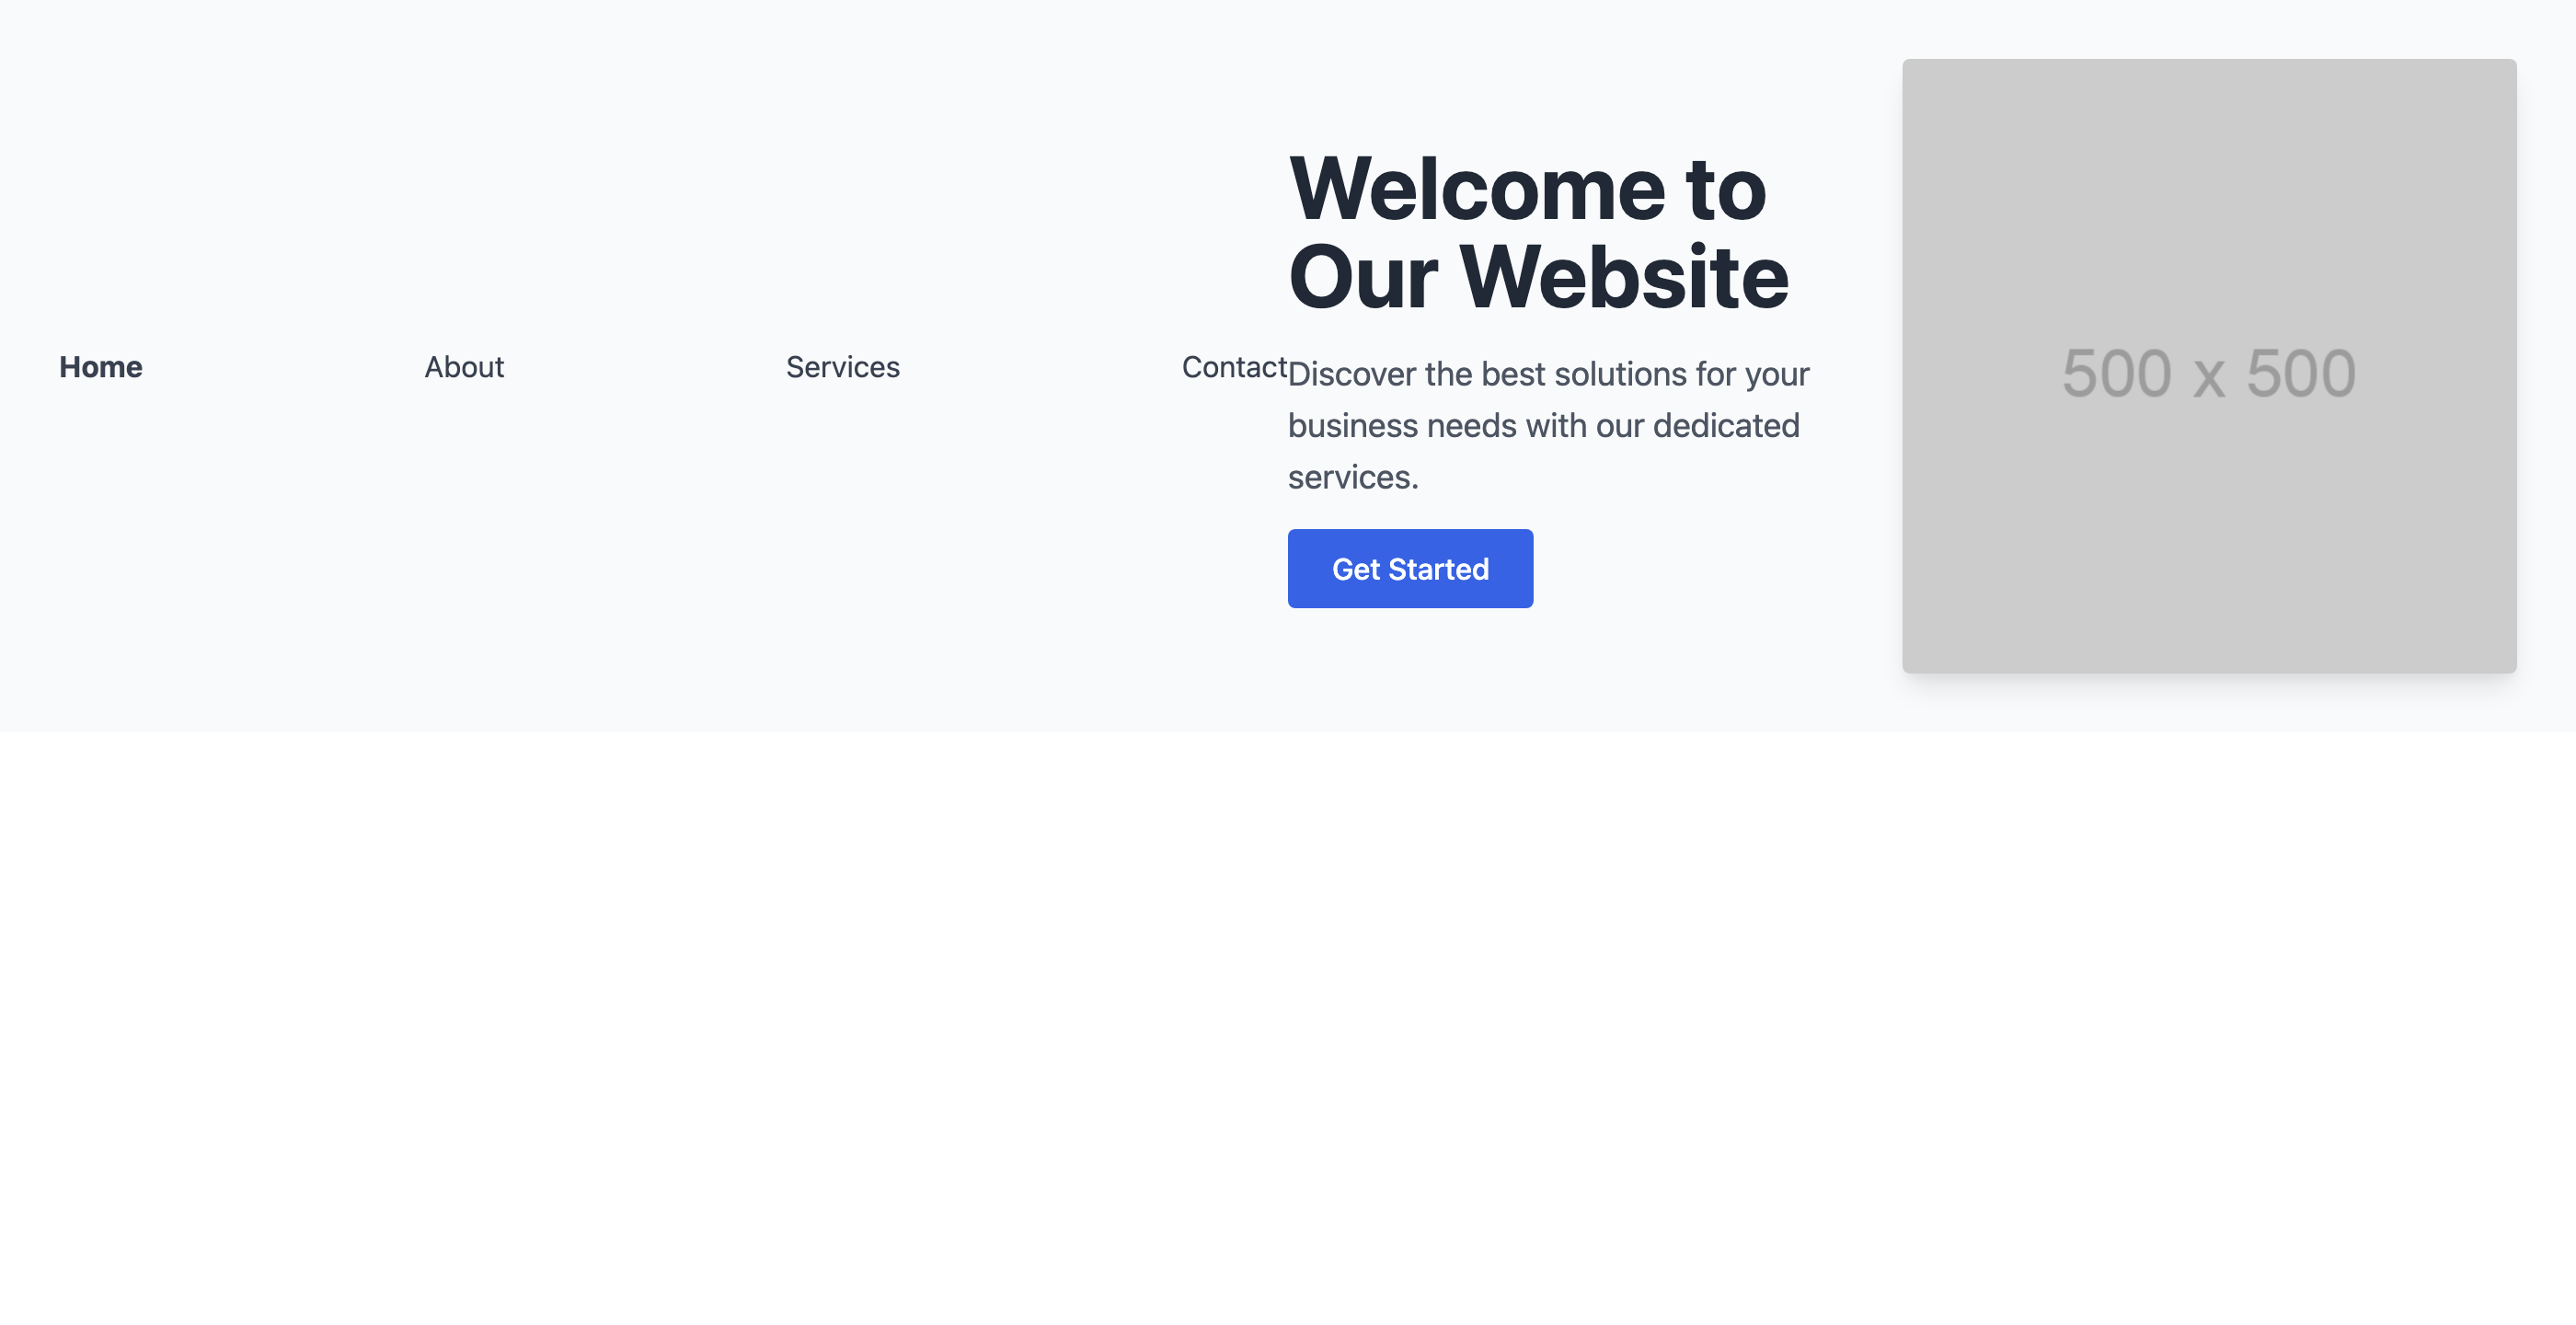 Home
About
Services
Contact
Welcome to
Our Website
Discover the best solutions for your
business needs with our dedicated
services.
Get Started
500 x 500